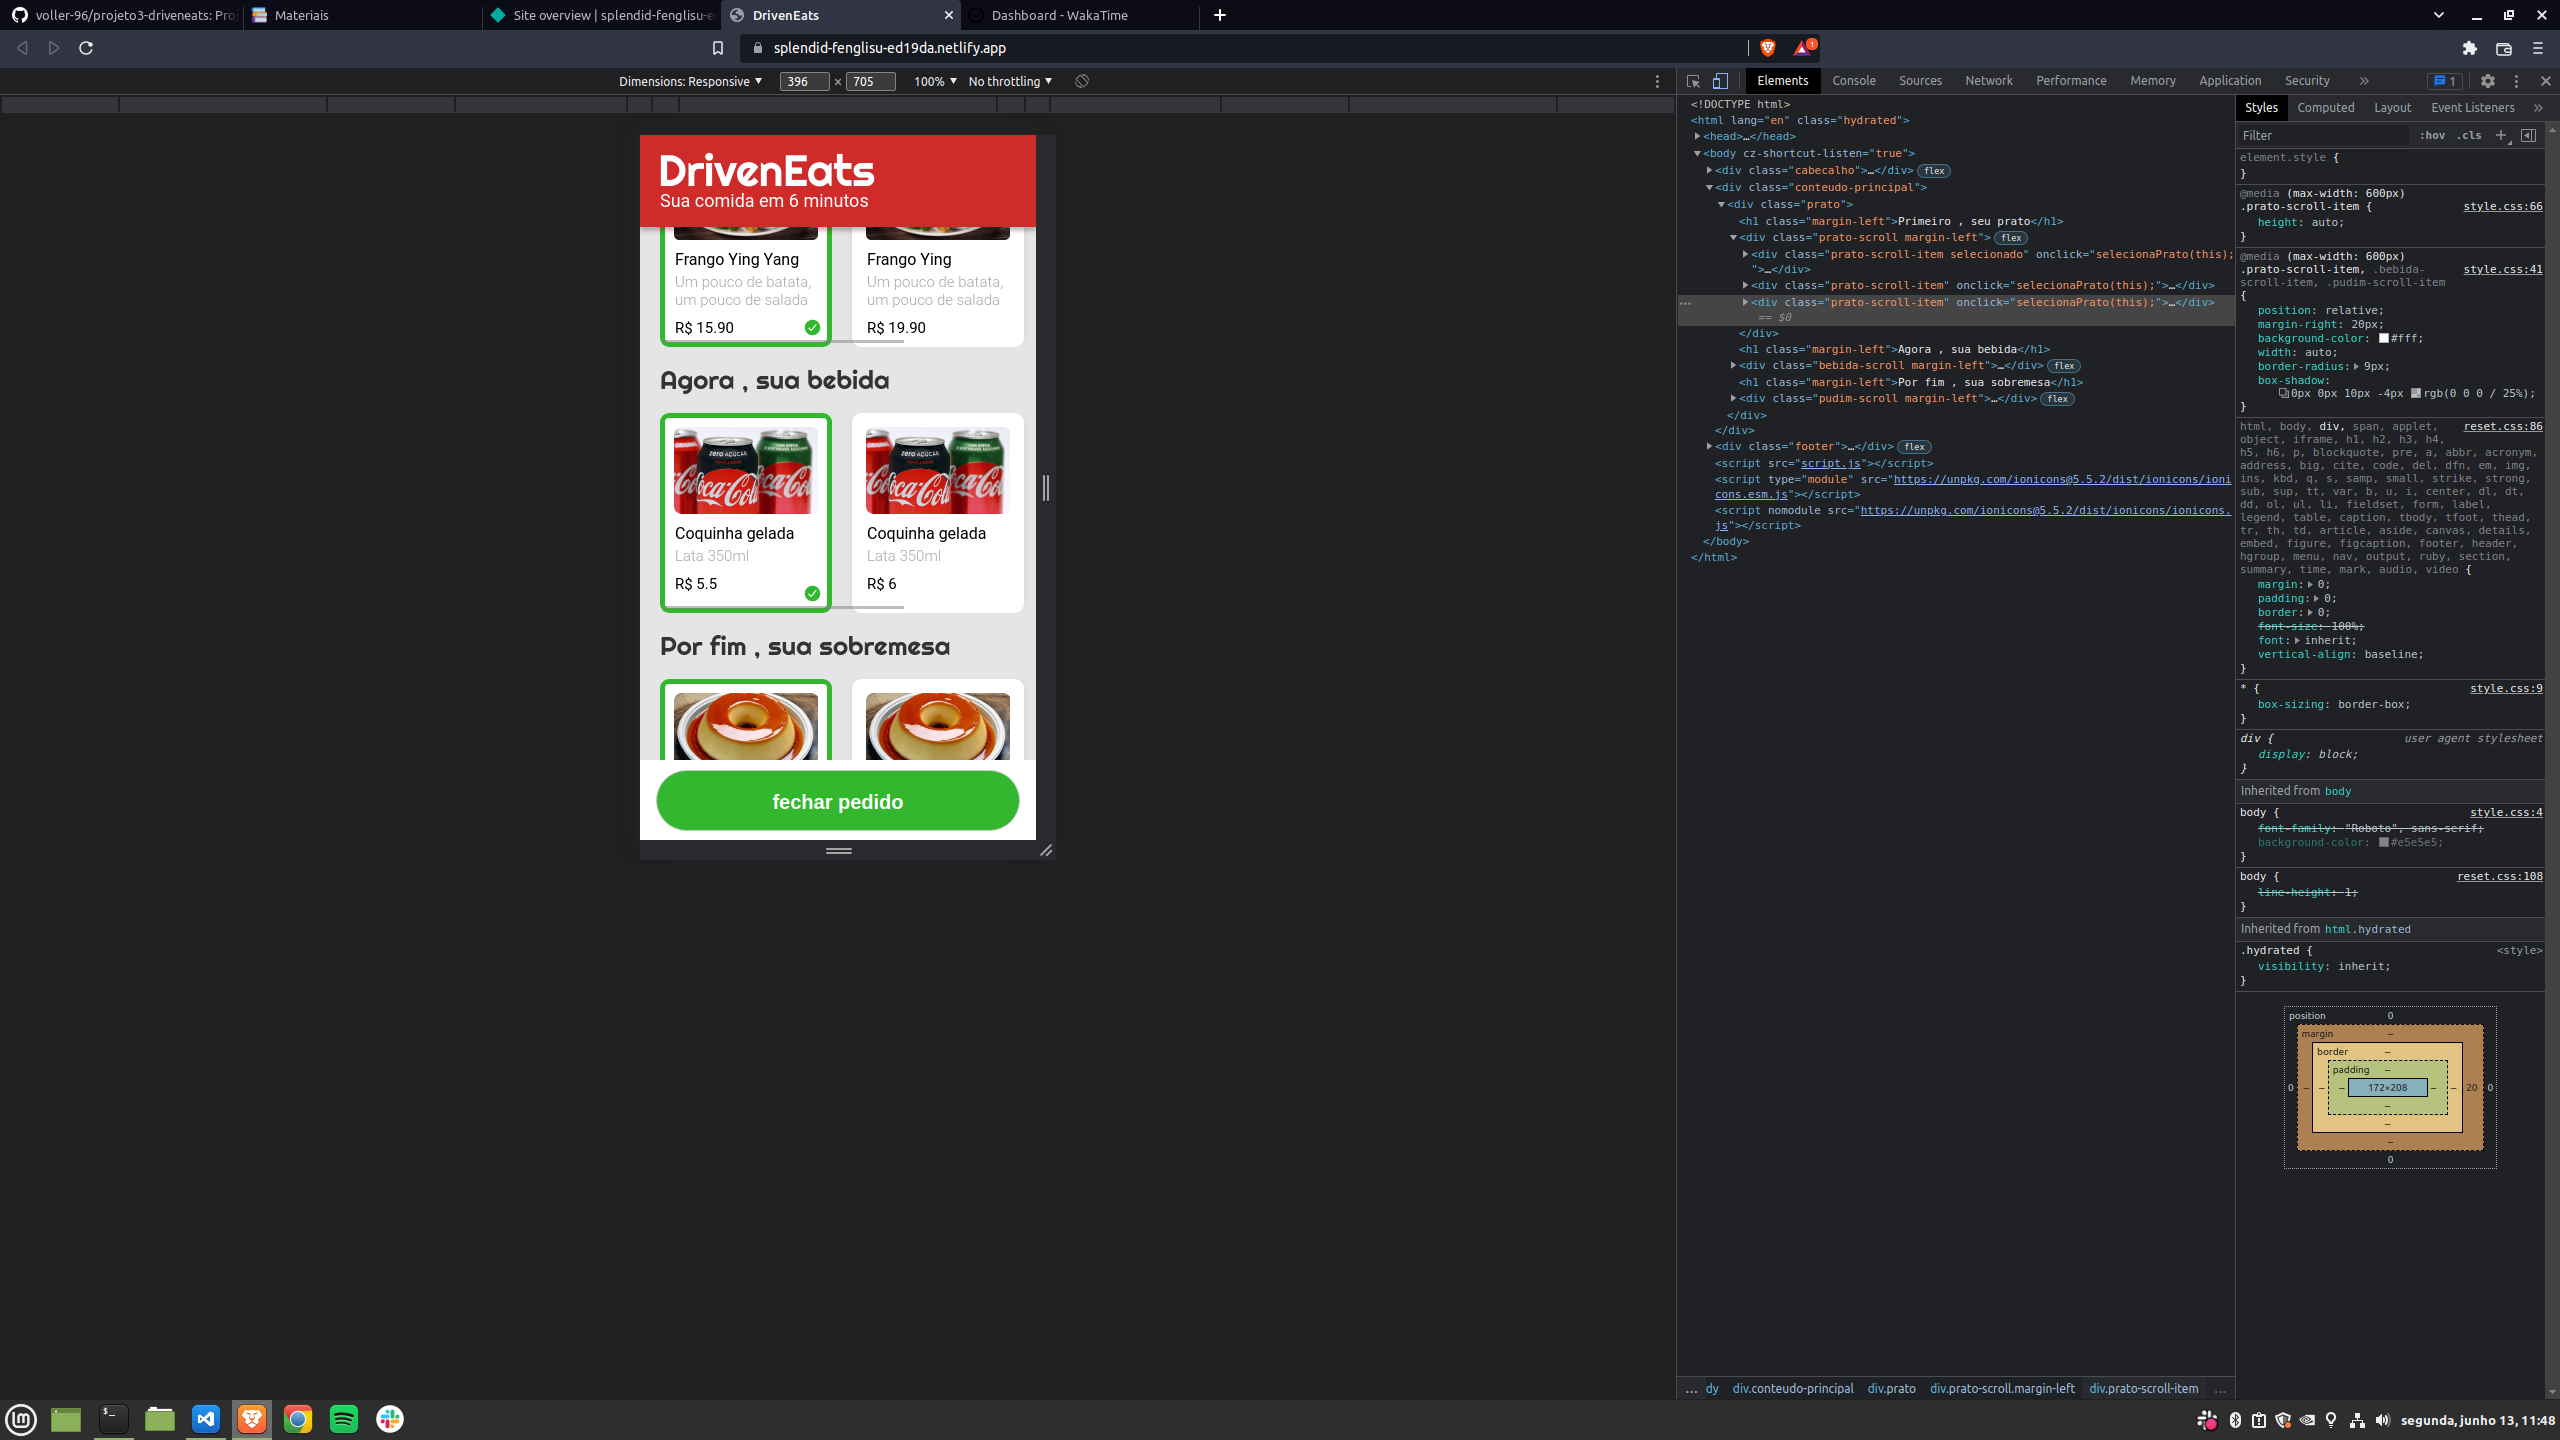 voller-96/projeto3-driveneats: Proj
Materiais
Site overview | splendid-fenglisu-e
DrivenEats
Dashboard - WakaTime
splendid-fenglisu-ed19da.netlify.app
1
Dimensions: Responsive
396 × 705
100%
No throttling
Elements
Console
Sources
Network
Performance
Memory
Application
Security
1
DrivenEats
Sua comida em 6 minutos
Frango Ying Yang
Um pouco de batata,
um pouco de salada
R$ 15.90
Frango Ying
Um pouco de batata,
um pouco de salada
R$ 19.90
Agora , sua bebida
zero AÇÚCAR
Coca-Cola
zero AÇÚCAR
Coca-Cola
Coquinha gelada
Lata 350ml
R$ 5.5
Coquinha gelada
Lata 350ml
R$ 6
Por fim , sua sobremesa
fechar pedido
<!DOCTYPE html>
<html lang="en" class="hydrated">
<head>…</head>
<body cz-shortcut-listen="true">
<div class="cabecalho">…</div> flex
<div class="conteudo-principal">
<div class="prato">
<h1 class="margin-left">Primeiro , seu prato</h1>
<div class="prato-scroll margin-left"> flex
<div class="prato-scroll-item selecionado" onclick="selecionaPrato(this);
">…</div>
<div class="prato-scroll-item" onclick="selecionaPrato(this);">…</div>
<div class="prato-scroll-item" onclick="selecionaPrato(this);">…</div>
== $0
</div>
<h1 class="margin-left">Agora , sua bebida</h1>
<div class="bebida-scroll margin-left">…</div> flex
<h1 class="margin-left">Por fim , sua sobremesa</h1>
<div class="pudim-scroll margin-left">…</div> flex
</div>
</div>
<div class="footer">…</div> flex
<script src="script.js"></script>
<script type="module" src="https://unpkg.com/ionicons@5.5.2/dist/ionicons/ioni
cons.esm.js"></script>
<script nomodule src="https://unpkg.com/ionicons@5.5.2/dist/ionicons/ionicons.
js"></script>
</body>
</html>
… dy div.conteudo-principal div.prato div.prato-scroll.margin-left div.prato-scroll-item …
Styles
Computed
Layout
Event Listeners
Filter
:hov .cls
element.style {
}
@media (max-width: 600px)
.prato-scroll-item { style.css:66
height: auto;
}
@media (max-width: 600px)
.prato-scroll-item, .bebida- style.css:41
scroll-item, .pudim-scroll-item
{
position: relative;
margin-right: 20px;
background-color: #fff;
width: auto;
border-radius: 9px;
box-shadow:
0px 0px 10px -4px rgb(0 0 0 / 25%);
}
html, body, div, span, applet, reset.css:86
object, iframe, h1, h2, h3, h4,
h5, h6, p, blockquote, pre, a, abbr, acronym,
address, big, cite, code, del, dfn, em, img,
ins, kbd, q, s, samp, small, strike, strong,
sub, sup, tt, var, b, u, i, center, dl, dt,
dd, ol, ul, li, fieldset, form, label,
legend, table, caption, tbody, tfoot, thead,
tr, th, td, article, aside, canvas, details,
embed, figure, figcaption, footer, header,
hgroup, menu, nav, output, ruby, section,
summary, time, mark, audio, video {
margin: 0;
padding: 0;
border: 0;
font-size: 100%;
font: inherit;
vertical-align: baseline;
}
* { style.css:9
box-sizing: border-box;
}
div { user agent stylesheet
display: block;
}
Inherited from body
body { style.css:4
font-family: "Roboto", sans-serif;
background-color: #e5e5e5;
}
body { reset.css:108
line-height: 1;
}
Inherited from html.hydrated
.hydrated { <style>
visibility: inherit;
}
position 0
margin –
border –
padding –
0 – – – 172×208 – – 20 0
–
–
–
0
segunda, junho 13, 11:48